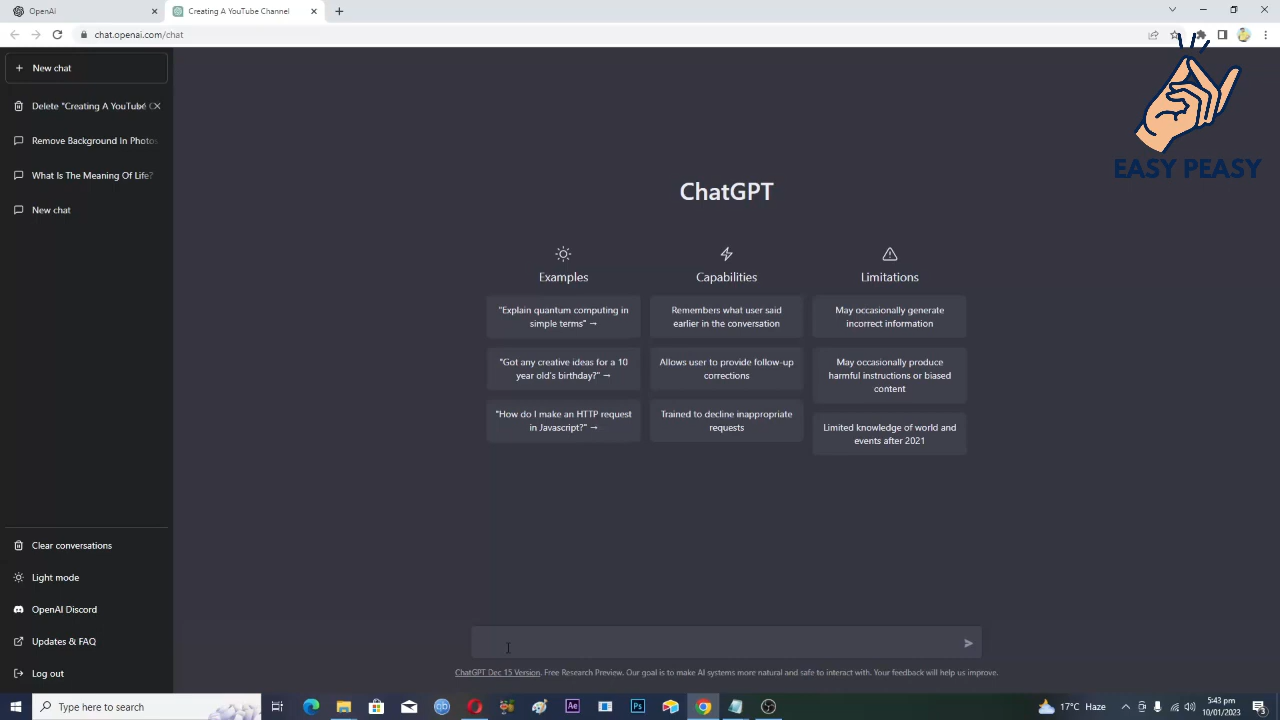 OpenAI
Creating A YouTube Channel
chat.openai.com/chat
New chat
Delete "Creating A YouTube C
Remove Background In Photos
What Is The Meaning Of Life?
New chat
EASY PEASY
ChatGPT
Examples
Capabilities
Limitations
"Explain quantum computing in
simple terms" →
Remembers what user said
earlier in the conversation
May occasionally generate
incorrect information
"Got any creative ideas for a 10
year old's birthday?" →
Allows user to provide follow-up
corrections
May occasionally produce
harmful instructions or biased
content
"How do I make an HTTP request
in Javascript?" →
Trained to decline inappropriate
requests
Limited knowledge of world and
events after 2021
Clear conversations
Light mode
OpenAI Discord
Updates & FAQ
Log out
ChatGPT Dec 15 Version. Free Research Preview. Our goal is to make AI systems more natural and safe to interact with. Your feedback will help us improve.
Type here to search
Ae
Ps
17°C Haze
5:43 pm
10/01/2023